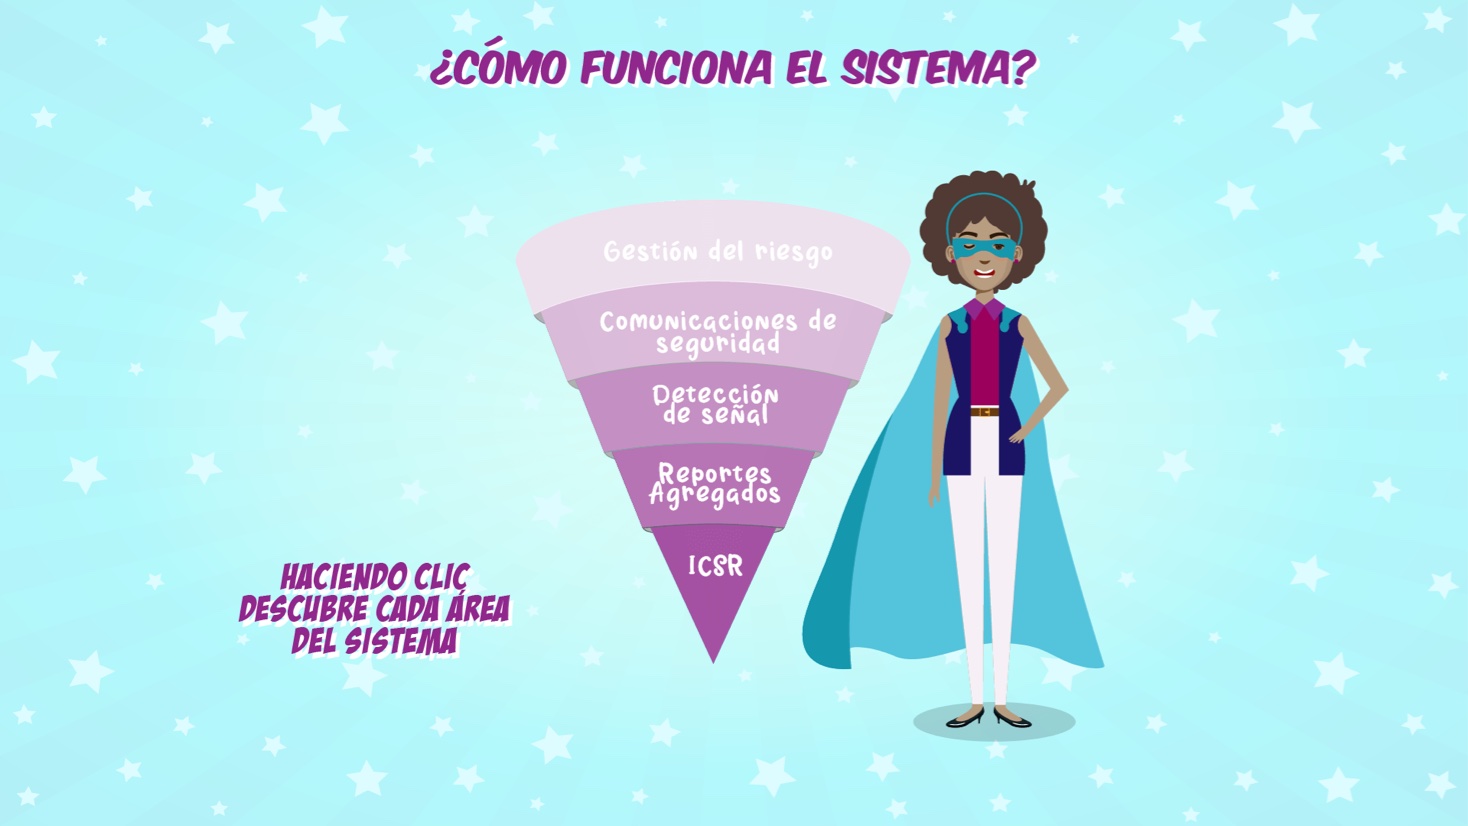 ¿CÓMO FUNCIONA EL SISTEMA?
Gestión del riesgo
Comunicaciones de
seguridad
Detección
de señal
Reportes
Agregados
ICSR
HACIENDO CLIC
DESCUBRE CADA ÁREA
DEL SISTEMA